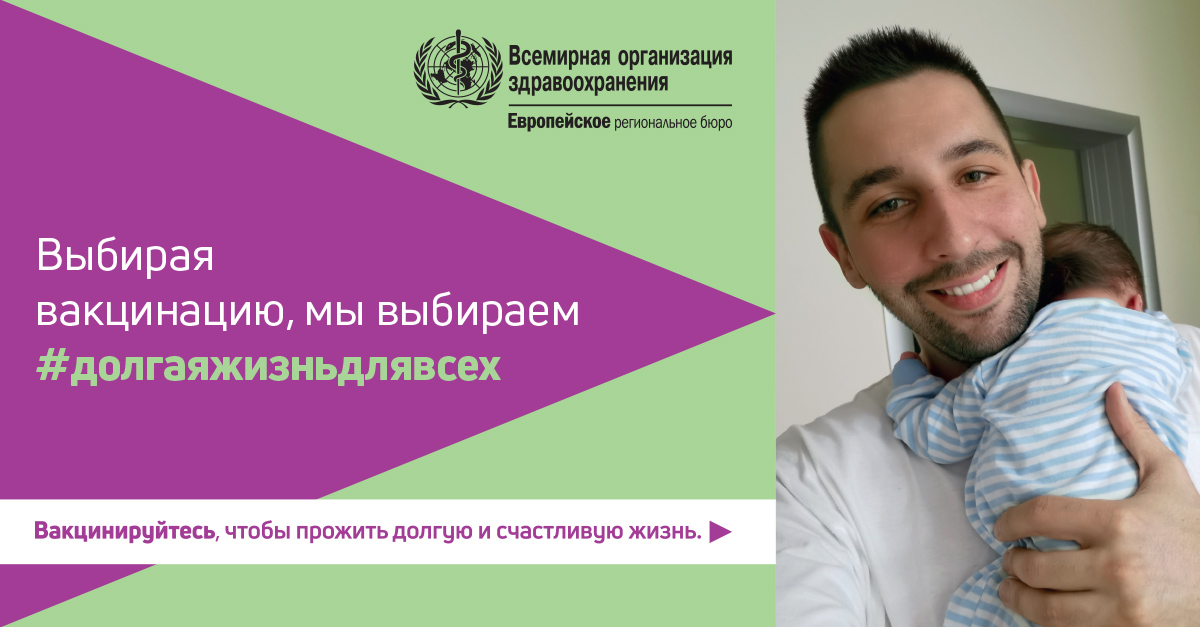 Всемирная организация
здравоохранения
Европейское региональное бюро
Выбирая
вакцинацию, мы выбираем
#долгаяжизньдлявсех
Вакцинируйтесь, чтобы прожить долгую и счастливую жизнь.